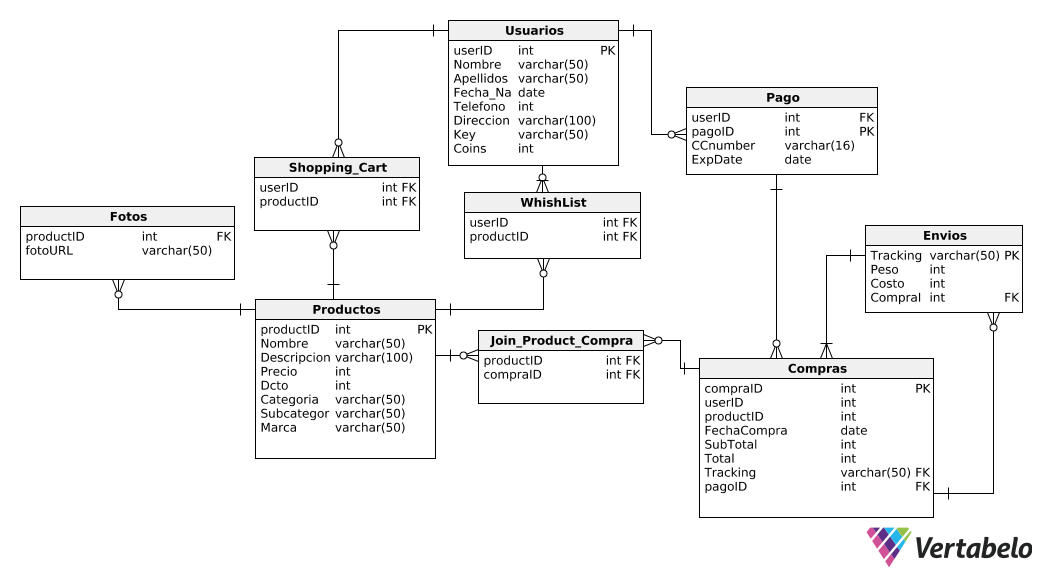 Usuarios
userID int PK
Nombre varchar(50)
Apellidos varchar(50)
Fecha_Na date
Telefono int
Direccion varchar(100)
Key varchar(50)
Coins int
Pago
userID int FK
pagoID int PK
CCnumber varchar(16)
ExpDate date
Shopping_Cart
userID int FK
productID int FK
WhishList
userID int FK
productID int FK
Fotos
productID int FK
fotoURL varchar(50)
Envios
Tracking varchar(50) PK
Peso int
Costo int
CompraI int FK
Productos
productID int PK
Nombre varchar(50)
Descripcion varchar(100)
Precio int
Dcto int
Categoria varchar(50)
Subcategor varchar(50)
Marca varchar(50)
Join_Product_Compra
productID int FK
compraID int FK
Compras
compraID int PK
userID int
productID int
FechaCompra date
SubTotal int
Total int
Tracking varchar(50) FK
pagoID int FK
Vertabelo